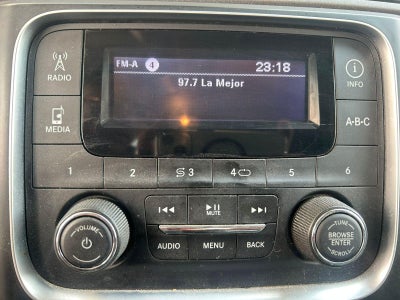 FM-A 4 23:18
97.7 La Mejor
RADIO
INFO
MEDIA
A-B-C
1 2 3 4 5 6
VOLUME
MUTE
AUDIO MENU BACK
TUNE
BROWSE
ENTER
SCROLL